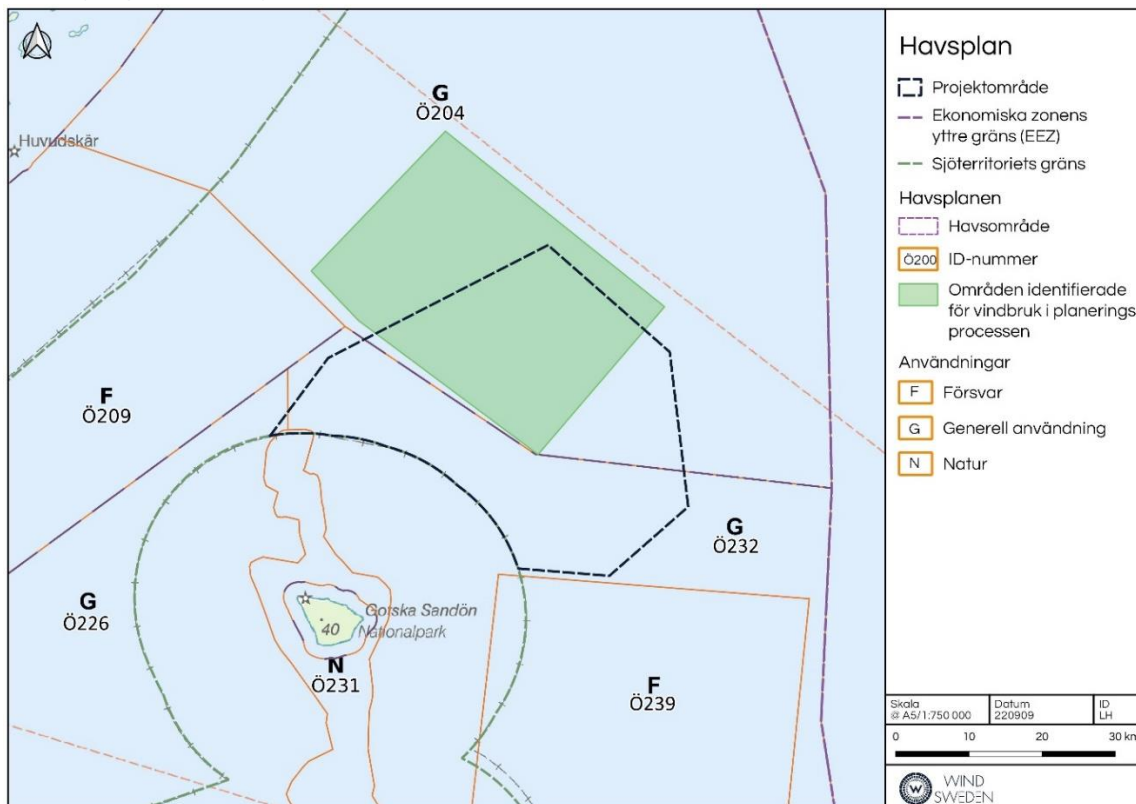 G
Ö204
Huvudskär
F
Ö209
G
Ö232
G
Ö226
Gotska Sandön
40 Nationalpark
N
Ö231
F
Ö239
Havsplan
Projektområde
Ekonomiska zonens
yttre gräns (EEZ)
Sjöterritoriets gräns
Havsplanen
Havsområde
Ö200 ID-nummer
Områden identifierade
för vindbruk i planerings
processen
Användningar
F Försvar
G Generell användning
N Natur
Skala Datum ID
@ A5/1:750 000 220909 LH
0 10 20 30 km
W WIND
SWEDEN